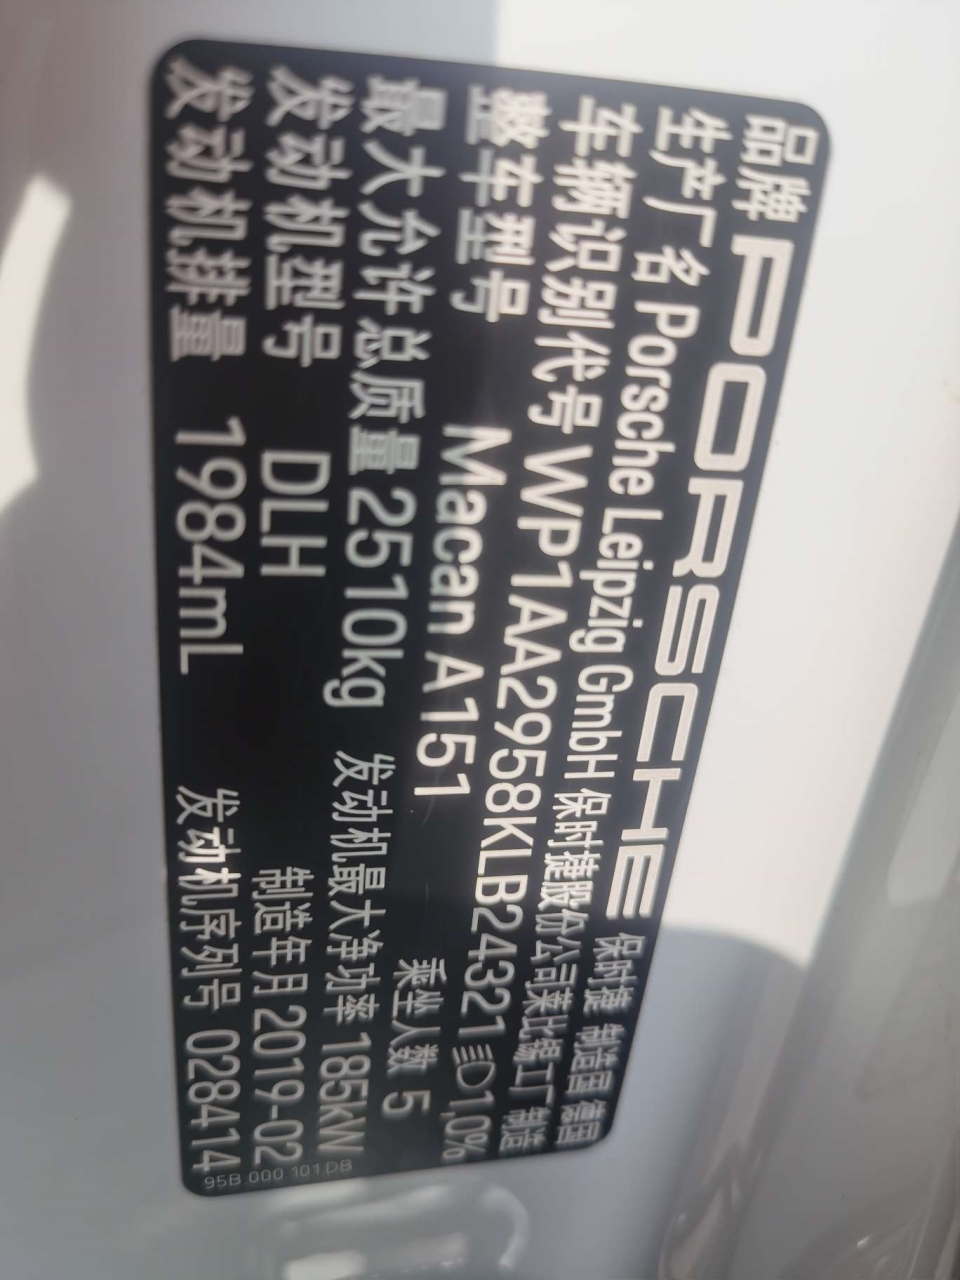 品牌 PORSCHE 保时捷 制造国 德国
生产厂名 Porsche Leipzig GmbH 保时捷股份公司莱比锡工厂 制造
车辆识别代号 WP1AA2958KLB24321 1,0%
整车型号 Macan A151 乘坐人数 5
最大允许总质量 2510kg 发动机最大净功率 185KW
发动机型号 DLH 制造年月 2019-02
发动机排量 1984mL 发动机序列号 028414
95B.000.101.DB